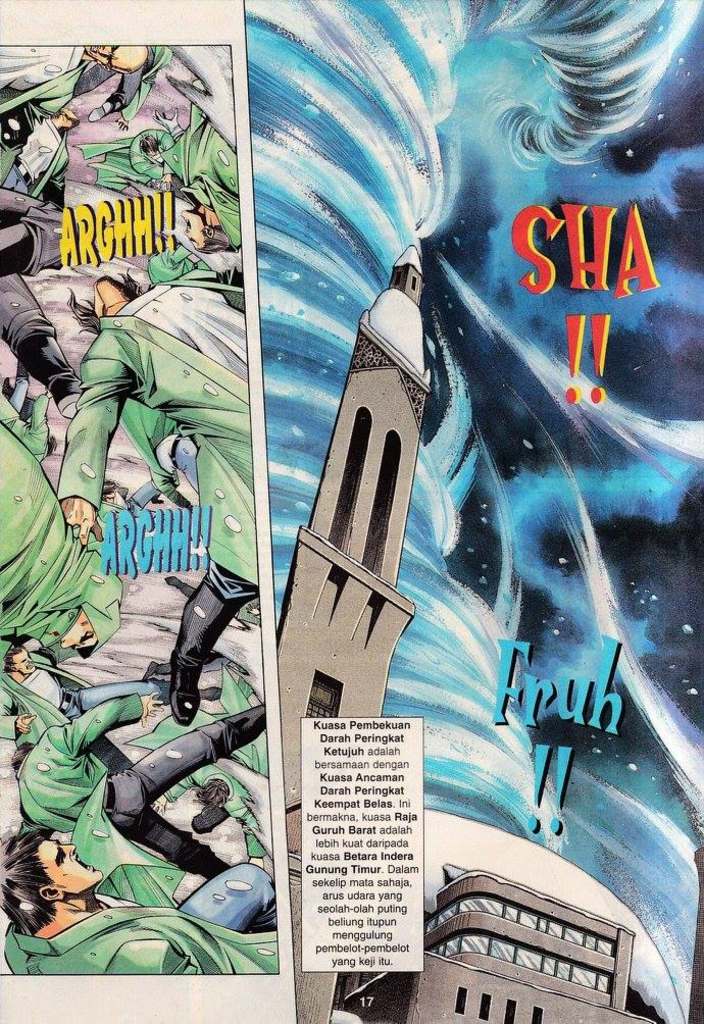 ARGHH!!
ARGHH!!
SHA
!!
Fruh
!!
Kuasa Pembekuan
Darah Peringkat
Ketujuh adalah
bersamaan dengan
Kuasa Ancaman
Darah Peringkat
Keempat Belas. Ini
bermakna, kuasa Raja
Guruh Barat adalah
lebih kuat daripada
kuasa Betara Indera
Gunung Timur. Dalam
sekelip mata sahaja,
arus udara yang
seolah-olah puting
beliung itupun
menggulung
pembelot-pembelot
yang keji itu.
17